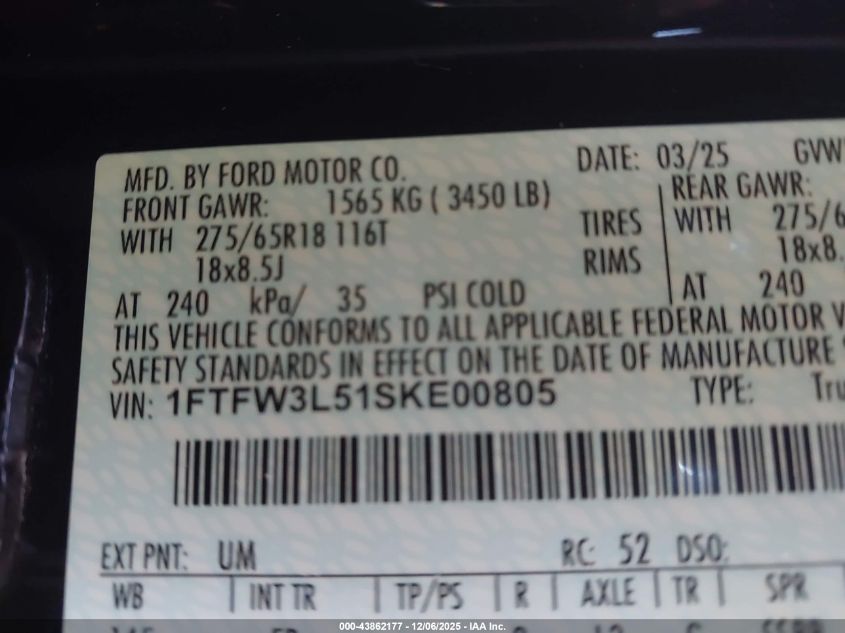 MFD. BY FORD MOTOR CO.
DATE: 03/25
FRONT GAWR: 1565 KG ( 3450 LB)
REAR GAWR:
WITH 275/65R18 116T
TIRES
WITH
18x8.5J
RIMS
AT 240 kPa/ 35 PSI COLD
AT 240
THIS VEHICLE CONFORMS TO ALL APPLICABLE FEDERAL MOTOR
SAFETY STANDARDS IN EFFECT ON THE DATE OF MANUFACTURE
VIN: 1FTFW3L51SKE00805
TYPE:
EXT PNT: UM
RC: 52 DSO:
WB INT TR TP/PS R AXLE TR SPR
000-43862177 - 12/06/2025 - IAA Inc.